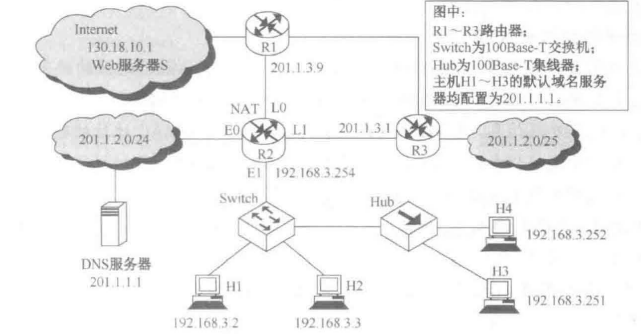 Internet
130.18.10.1
Web服务器S
R1
201.1.3.9
图中：
R1～R3路由器；
Switch为100Base-T交换机；
Hub为100Base-T集线器；
主机H1～H3的默认域名服务
器均配置为201.1.1.1。
NAT
L0
201.1.2.0/24
E0
L1
R2
201.1.3.1
R3
201.1.2.0/25
E1
192.168.3.254
Switch
Hub
H4
192.168.3.252
DNS服务器
201.1.1.1
H1
H2
H3
192.168.3.251
192.168.3.2
192.168.3.3